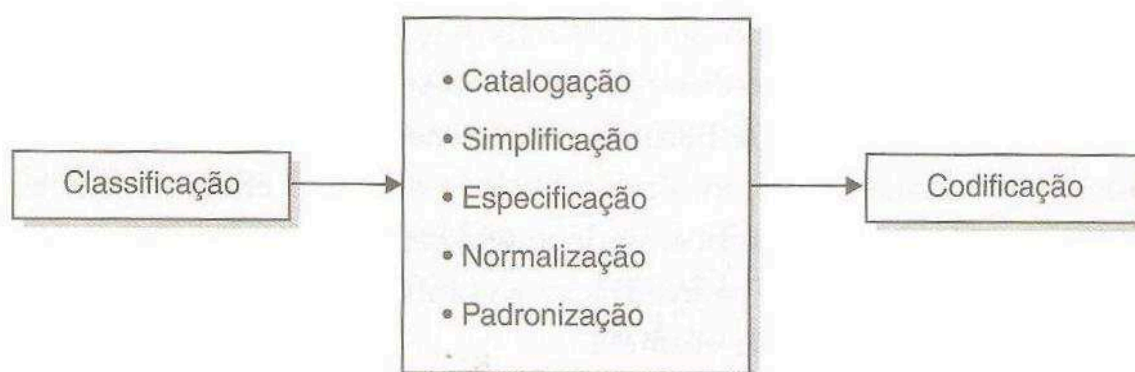 Classificação
• Catalogação
• Simplificação
• Especificação
• Normalização
• Padronização
Codificação